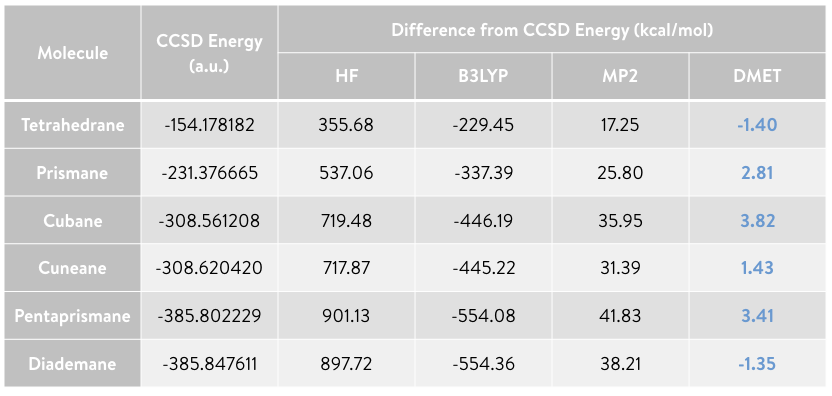 Molecule CCSD Energy (a.u.) Difference from CCSD Energy (kcal/mol)
HF B3LYP MP2 DMET
Tetrahedrane -154.178182 355.68 -229.45 17.25 -1.40
Prismane -231.376665 537.06 -337.39 25.80 2.81
Cubane -308.561208 719.48 -446.19 35.95 3.82
Cuneane -308.620420 717.87 -445.22 31.39 1.43
Pentaprismane -385.802229 901.13 -554.08 41.83 3.41
Diademane -385.847611 897.72 -554.36 38.21 -1.35